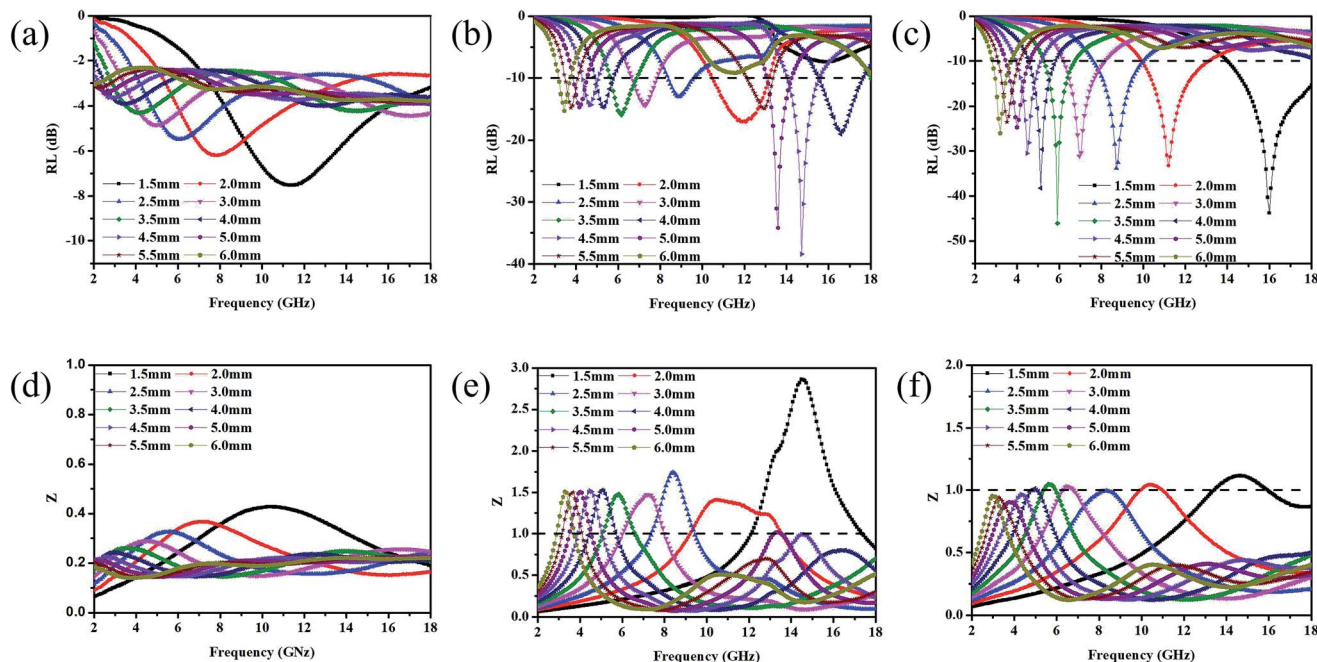 (a)
0
-2
-4
-6
-8
-10
RL (dB)
1.5mm 2.0mm
2.5mm 3.0mm
3.5mm 4.0mm
4.5mm 5.0mm
5.5mm 6.0mm
2 4 6 8 10 12 14 16 18
Frequency (GHz)
(b)
0
-10
-20
-30
-40
RL (dB)
1.5mm 2.0mm
2.5mm 3.0mm
3.5mm 4.0mm
4.5mm 5.0mm
5.5mm 6.0mm
2 4 6 8 10 12 14 16 18
Frequency (GHz)
(c)
0
-10
-20
-30
-40
-50
RL (dB)
1.5mm 2.0mm
2.5mm 3.0mm
3.5mm 4.0mm
4.5mm 5.0mm
5.5mm 6.0mm
2 4 6 8 10 12 14 16 18
Frequency (GHz)
(d)
1.0
0.8
0.6
0.4
0.2
0.0
Z
1.5mm 2.0mm
2.5mm 3.0mm
3.5mm 4.0mm
4.5mm 5.0mm
5.5mm 6.0mm
2 4 6 8 10 12 14 16 18
Frequency (GNz)
(e)
3.0
2.5
2.0
1.5
1.0
0.5
0.0
Z
1.5mm 2.0mm
2.5mm 3.0mm
3.5mm 4.0mm
4.5mm 5.0mm
5.5mm 6.0mm
2 4 6 8 10 12 14 16 18
Frequency (GHz)
(f)
2.0
1.5
1.0
0.5
0.0
Z
1.5mm 2.0mm
2.5mm 3.0mm
3.5mm 4.0mm
4.5mm 5.0mm
5.5mm 6.0mm
2 4 6 8 10 12 14 16 18
Frequency (GHz)